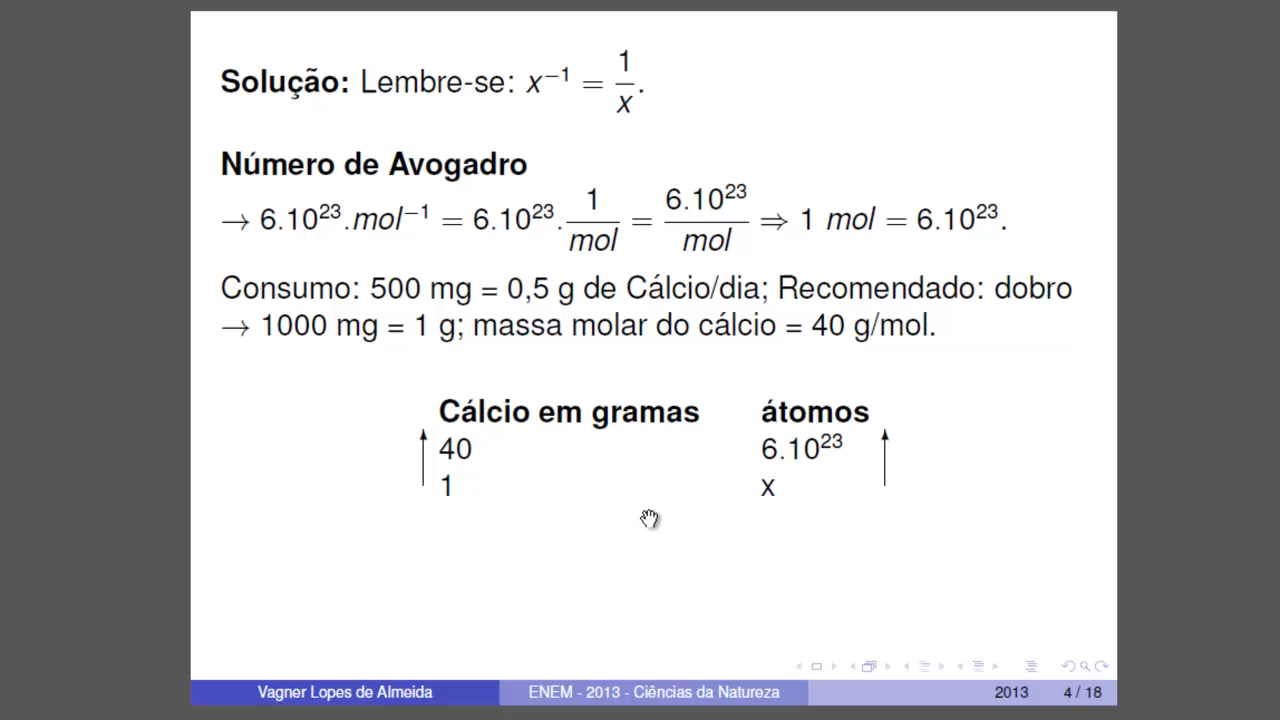 Solução: Lembre-se: x⁻¹ = 1/x.
Número de Avogadro
→ 6.10²³.mol⁻¹ = 6.10²³.1/mol = 6.10²³/mol ⇒ 1 mol = 6.10²³.
Consumo: 500 mg = 0,5 g de Cálcio/dia; Recomendado: dobro
→ 1000 mg = 1 g; massa molar do cálcio = 40 g/mol.
Cálcio em gramas átomos
40 6.10²³
1 x
Vagner Lopes de Almeida ENEM - 2013 - Ciências da Natureza 2013 4 / 18